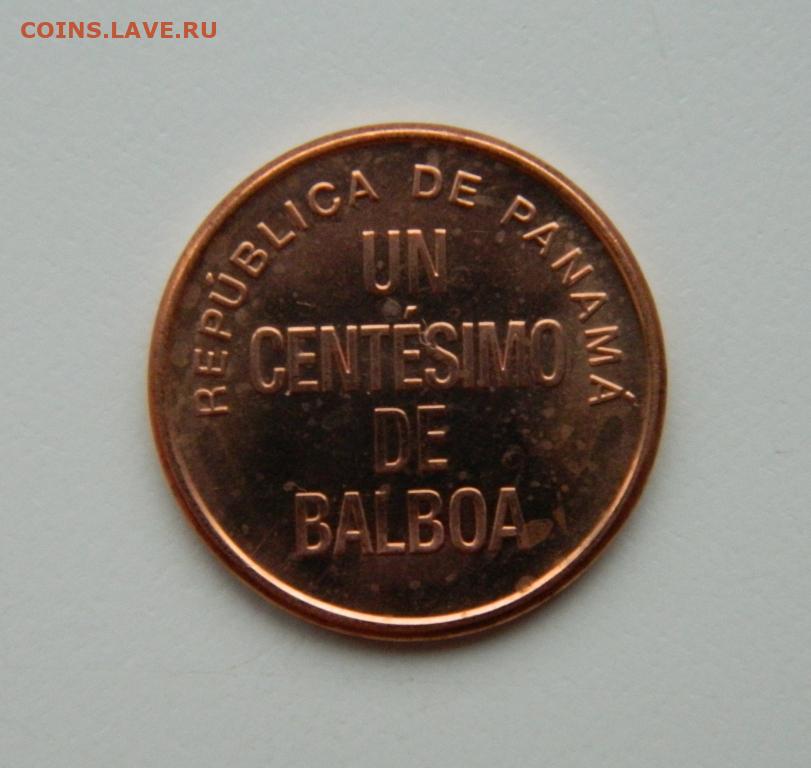 COINS.LAVE.RU
REPÚBLICA DE PANAMÁ
UN
CENTÉSIMO
DE
BALBOA